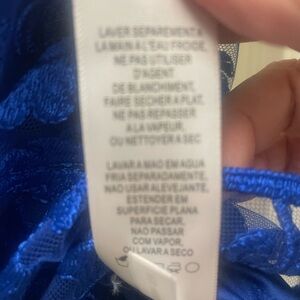 LAVER SEPAREMENT A
LA MAIN A L'EAU FROIDE,
NE PAS UTILISER
D'AGENT
DE BLANCHIMENT,
FAIRE SECHER A PLAT,
NE PAS REPASSER
A LA VAPEUR,
OU NETTOYER A SEC
LAVAR A MAO EM AGUA
FRIA SEPARADAMENTE,
NAO USAR ALEVEJANTE,
ESTENDER EM
SUPERFICIE PLANA
PARA SECAR,
NAO PASSAR
COM VAPOR,
OU LAVAR A SECO